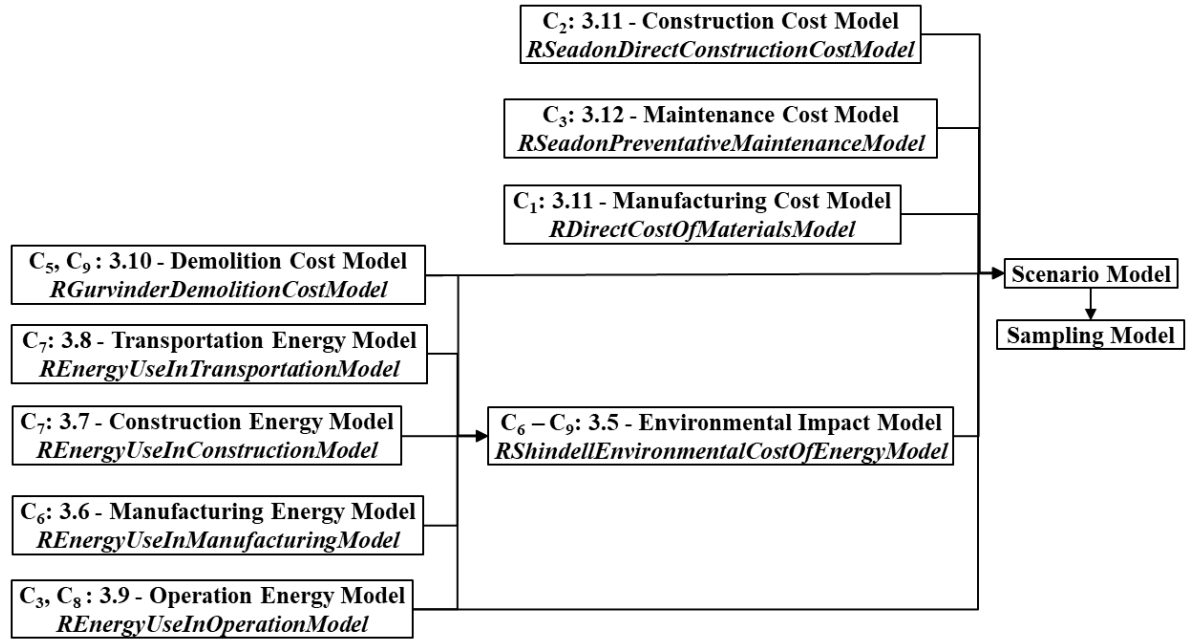 C₂: 3.11 - Construction Cost Model
RSeadonDirectConstructionCostModel
C₃: 3.12 - Maintenance Cost Model
RSeadonPreventativeMaintenanceModel
C₁: 3.11 - Manufacturing Cost Model
RDirectCostOfMaterialsModel
C₅, C₉ : 3.10 - Demolition Cost Model
RGurvinderDemolitionCostModel
Scenario Model
Sampling Model
C₇: 3.8 - Transportation Energy Model
REnergyUseInTransportationModel
C₇: 3.7 - Construction Energy Model
REnergyUseInConstructionModel
C₆ – C₉: 3.5 - Environmental Impact Model
RShindellEnvironmentalCostOfEnergyModel
C₆: 3.6 - Manufacturing Energy Model
REnergyUseInManufacturingModel
C₃, C₈ : 3.9 - Operation Energy Model
REnergyUseInOperationModel